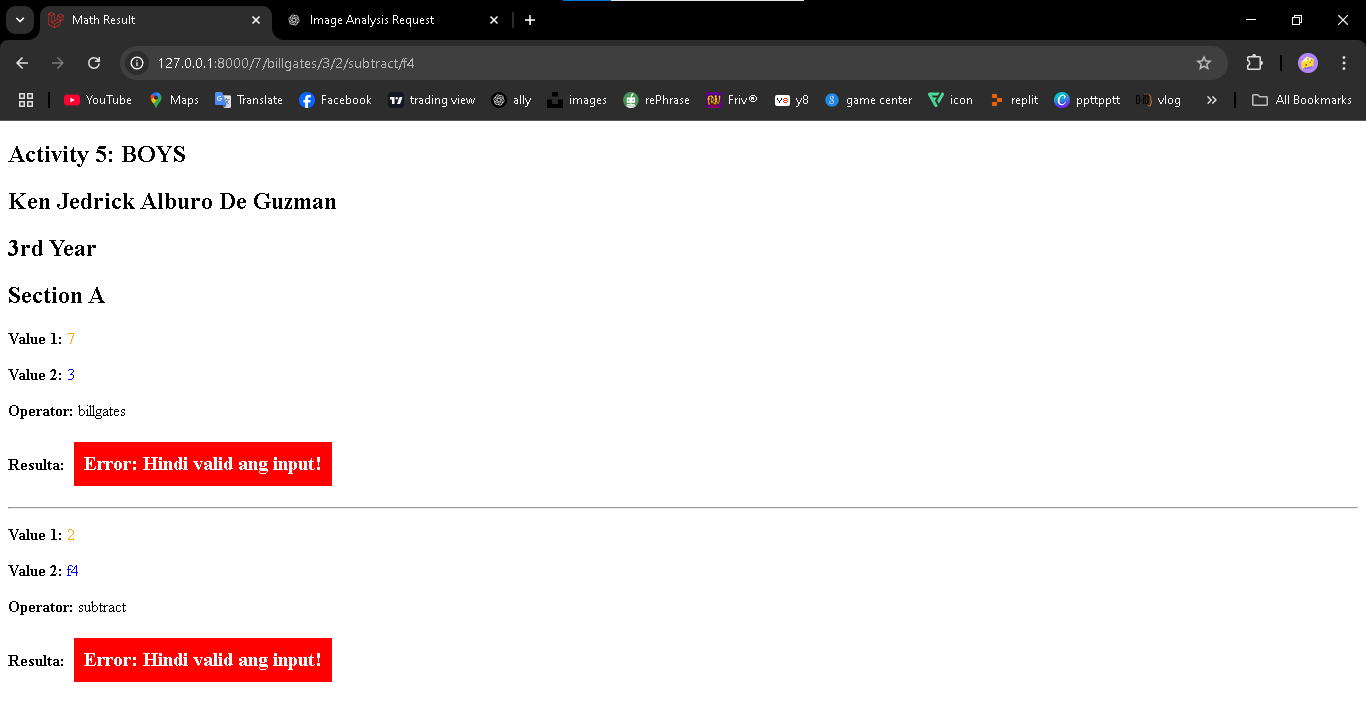 Math Result
Image Analysis Request
127.0.0.1:8000/7/billgates/3/2/subtract/f4
YouTube
Maps
Translate
Facebook
trading view
ally
images
rePhrase
Friv®
y8
game center
icon
replit
ppttpptt
vlog
All Bookmarks
Activity 5: BOYS
Ken Jedrick Alburo De Guzman
3rd Year
Section A
Value 1: 7
Value 2: 3
Operator: billgates
Resulta: Error: Hindi valid ang input!
Value 1: 2
Value 2: f4
Operator: subtract
Resulta: Error: Hindi valid ang input!